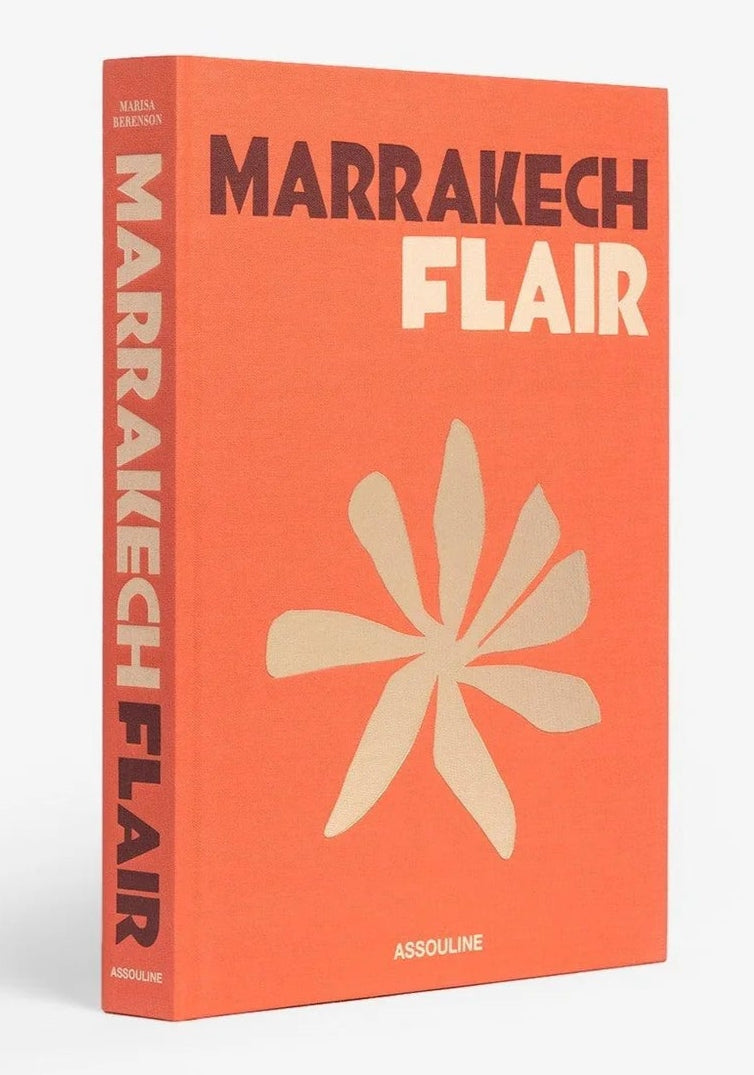 MARISA
BERENSON
MARRAKECH FLAIR
ASSOULINE
MARRAKECH
FLAIR
ASSOULINE